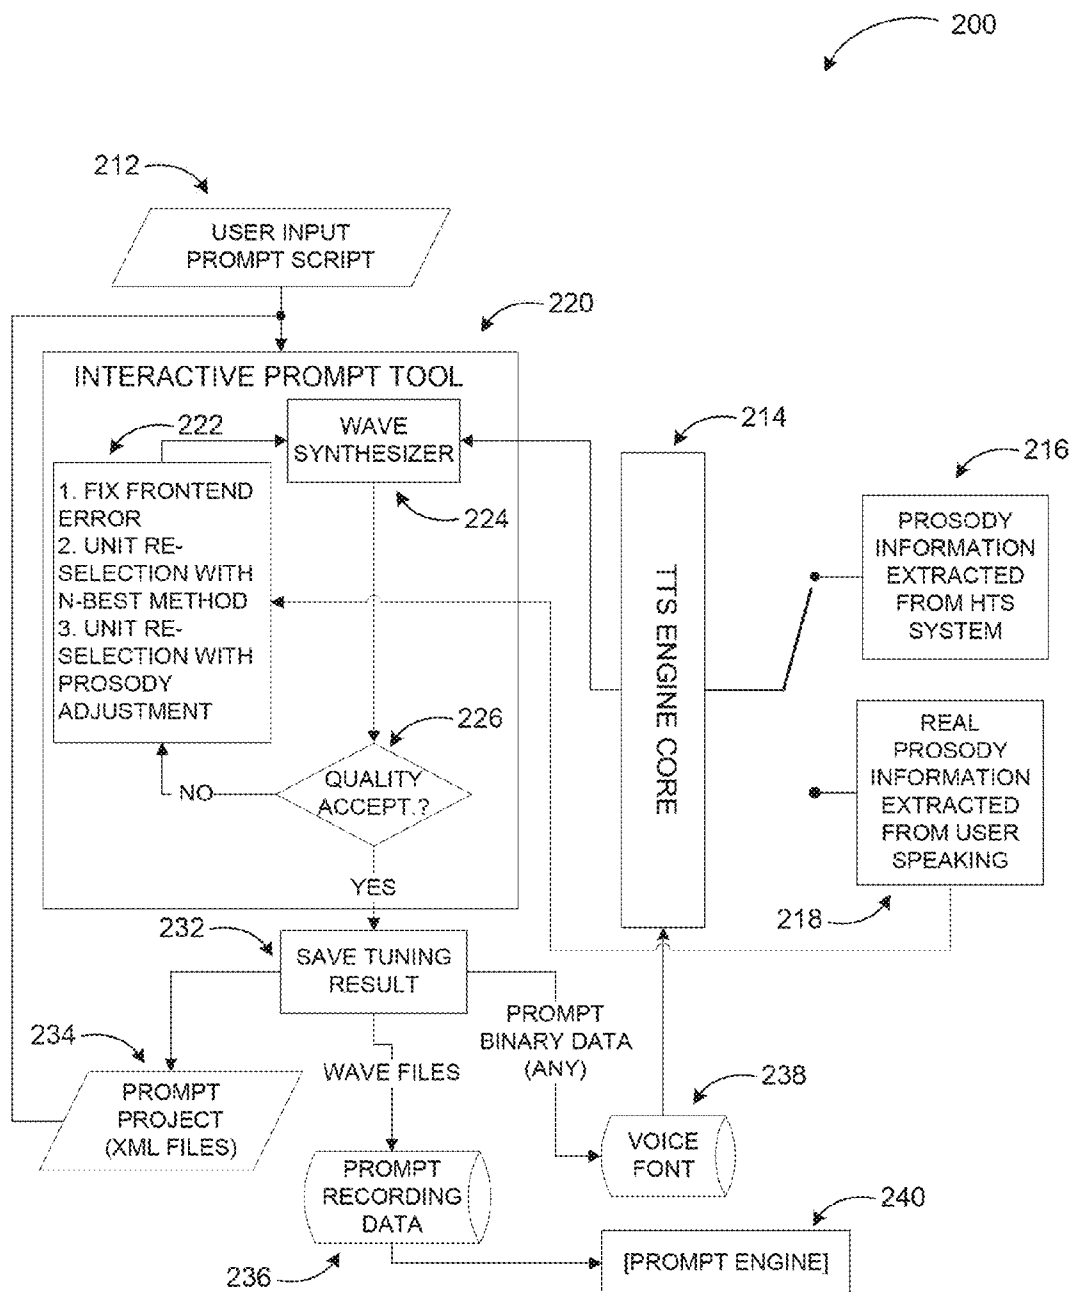 200
212
USER INPUT
PROMPT SCRIPT
220
INTERACTIVE PROMPT TOOL
222
WAVE
SYNTHESIZER
224
1. FIX FRONTEND
ERROR
2. UNIT RE-
SELECTION WITH
N-BEST METHOD
3. UNIT RE-
SELECTION WITH
PROSODY
ADJUSTMENT
226
QUALITY
ACCEPT.?
NO
YES
214
TTS ENGINE CORE
216
PROSODY
INFORMATION
EXTRACTED
FROM HTS
SYSTEM
REAL
PROSODY
INFORMATION
EXTRACTED
FROM USER
SPEAKING
218
232
SAVE TUNING
RESULT
234
PROMPT
PROJECT
(XML FILES)
WAVE FILES
PROMPT
BINARY DATA
(ANY)
238
VOICE
FONT
PROMPT
RECORDING
DATA
236
240
[PROMPT ENGINE]